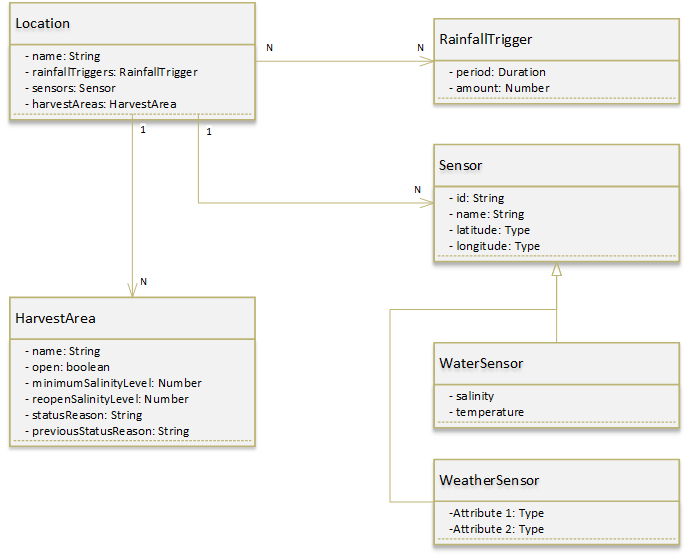 Location
- name: String
- rainfallTriggers: RainfallTrigger
- sensors: Sensor
- harvestAreas: HarvestArea
N
N
RainfallTrigger
- period: Duration
- amount: Number
1
1
N
Sensor
- id: String
- name: String
- latitude: Type
- longitude: Type
N
HarvestArea
- name: String
- open: boolean
- minimumSalinityLevel: Number
- reopenSalinityLevel: Number
- statusReason: String
- previousStatusReason: String
WaterSensor
- salinity
- temperature
WeatherSensor
-Attribute 1: Type
-Attribute 2: Type